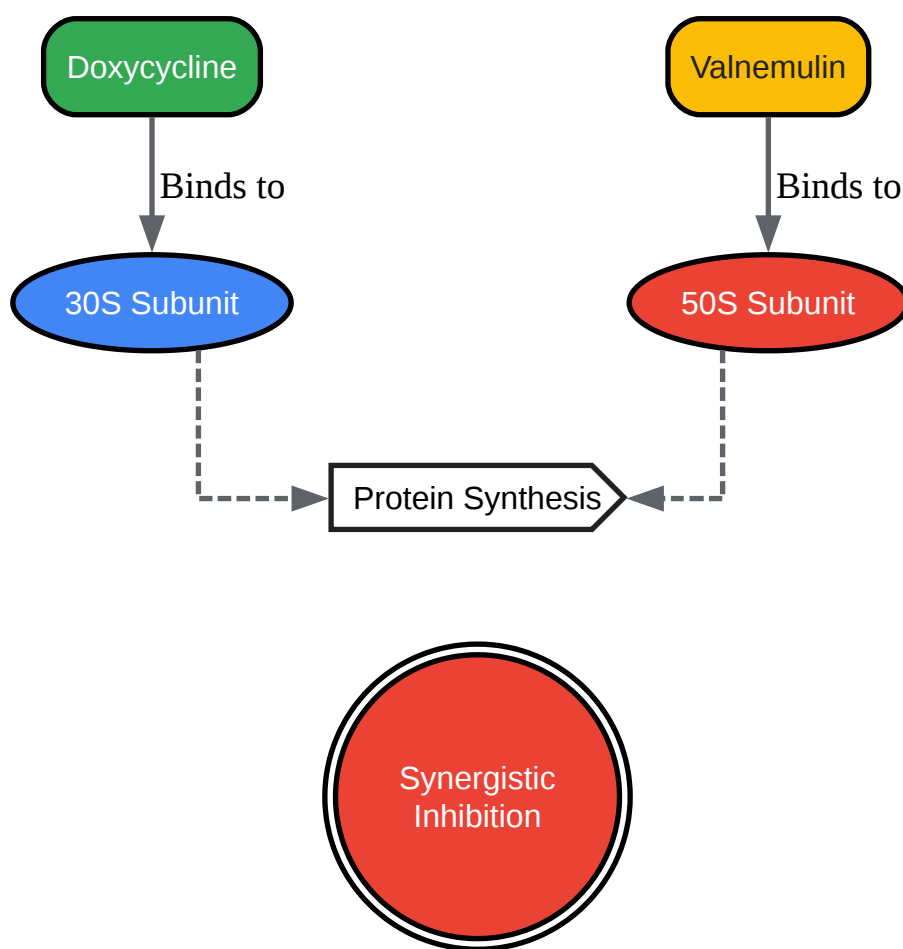 Doxycycline
Valnemulin
Binds to
Binds to
30S Subunit
50S Subunit
Protein Synthesis
Synergistic
Inhibition